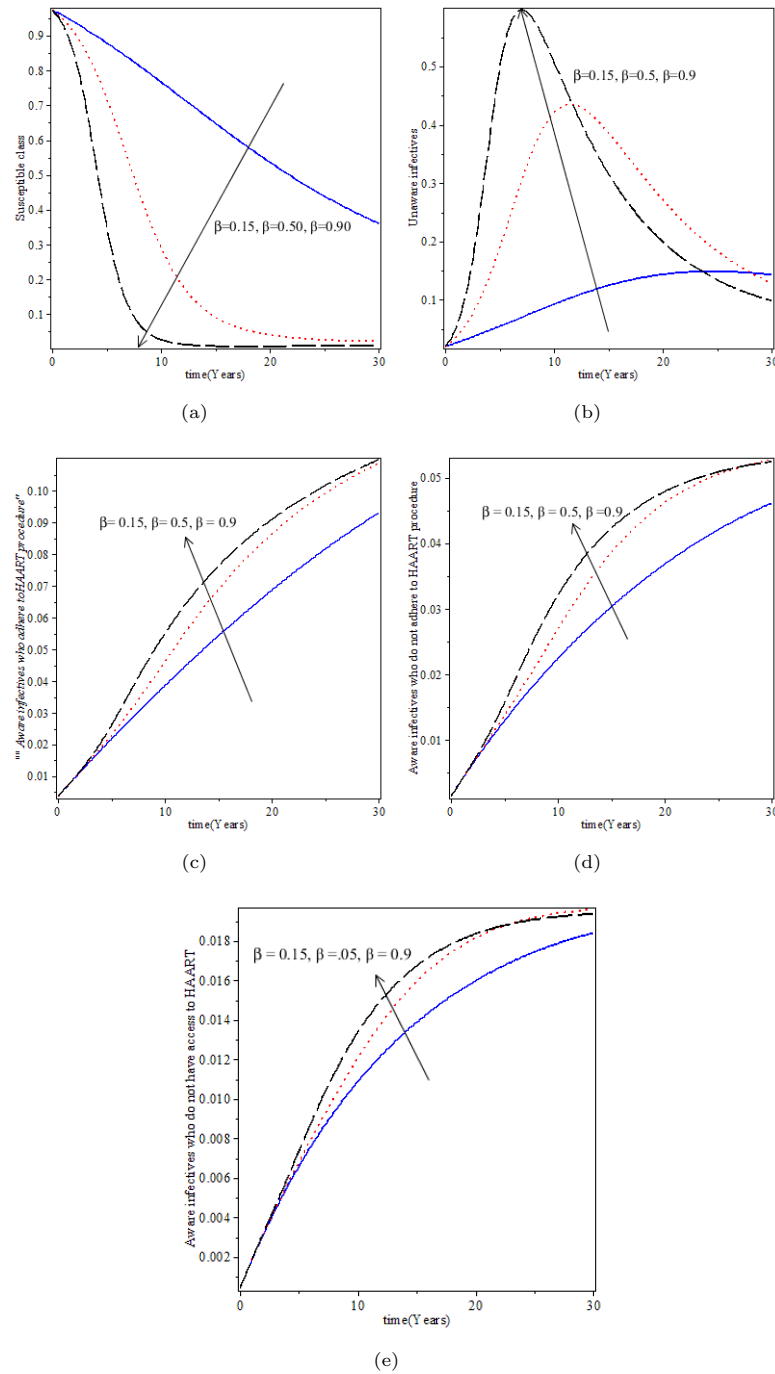 Susceptible class
0.9
0.8
0.7
0.6
0.5
0.4
0.3
0.2
0.1
β=0.15, β=0.50, β=0.90
0 10 20 30
time(Years)
(a)
Unaware infectives
0.5
0.4
0.3
0.2
0.1
β=0.15, β=0.5, β=0.9
0 10 20 30
time(Years)
(b)
"" Aware infectives who adhere toHAART procedure"
0.10
0.09
0.08
0.07
0.06
0.05
0.04
0.03
0.02
0.01
β= 0.15, β= 0.5, β = 0.9
0 10 20 30
time(Years)
(c)
Aware infectives who do not adhere to HAART procedure
0.05
0.04
0.03
0.02
0.01
β = 0.15, β = 0.5, β =0.9
0 10 20 30
time(Years)
(d)
Aware infectives who do not have access to HAART
0.018
0.016
0.014
0.012
0.010
0.008
0.006
0.004
0.002
β = 0.15, β =.05, β = 0.9
0 10 20 30
time(Years)
(e)